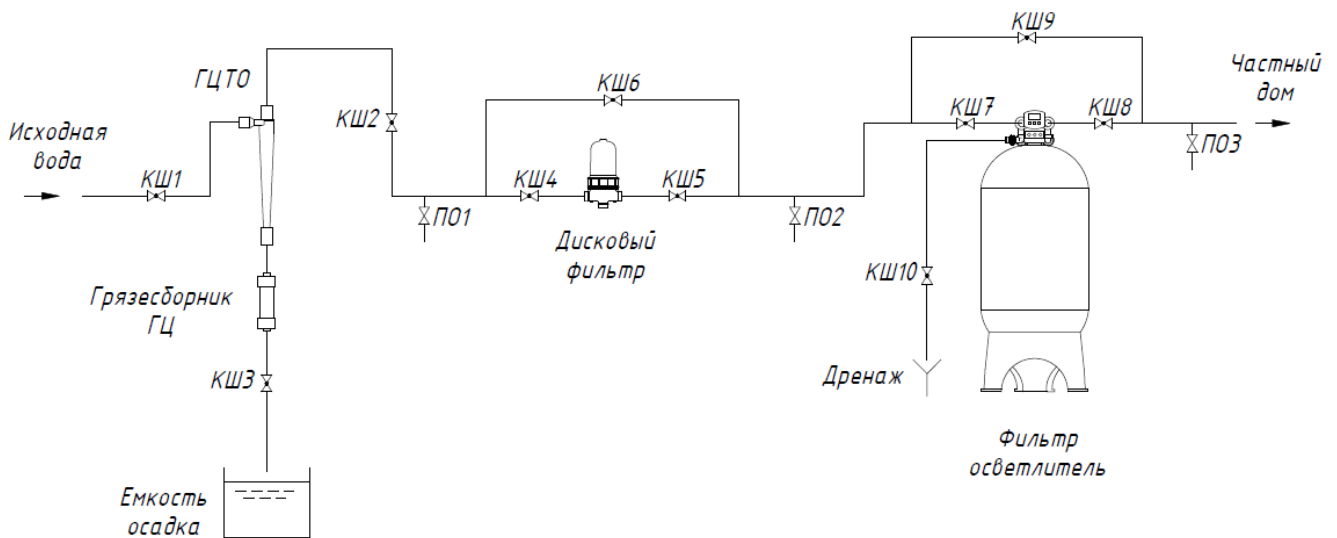 КШ9
ГЦТО
КШ6
Частный
дом
Исходная
вода
КШ2
КШ7
КШ8
ПО3
КШ1
КШ4
КШ5
ПО1
ПО2
Дисковый
фильтр
КШ10
Грязесборник
ГЦ
КШ3
Дренаж
Фильтр
осветлитель
Емкость
осадка